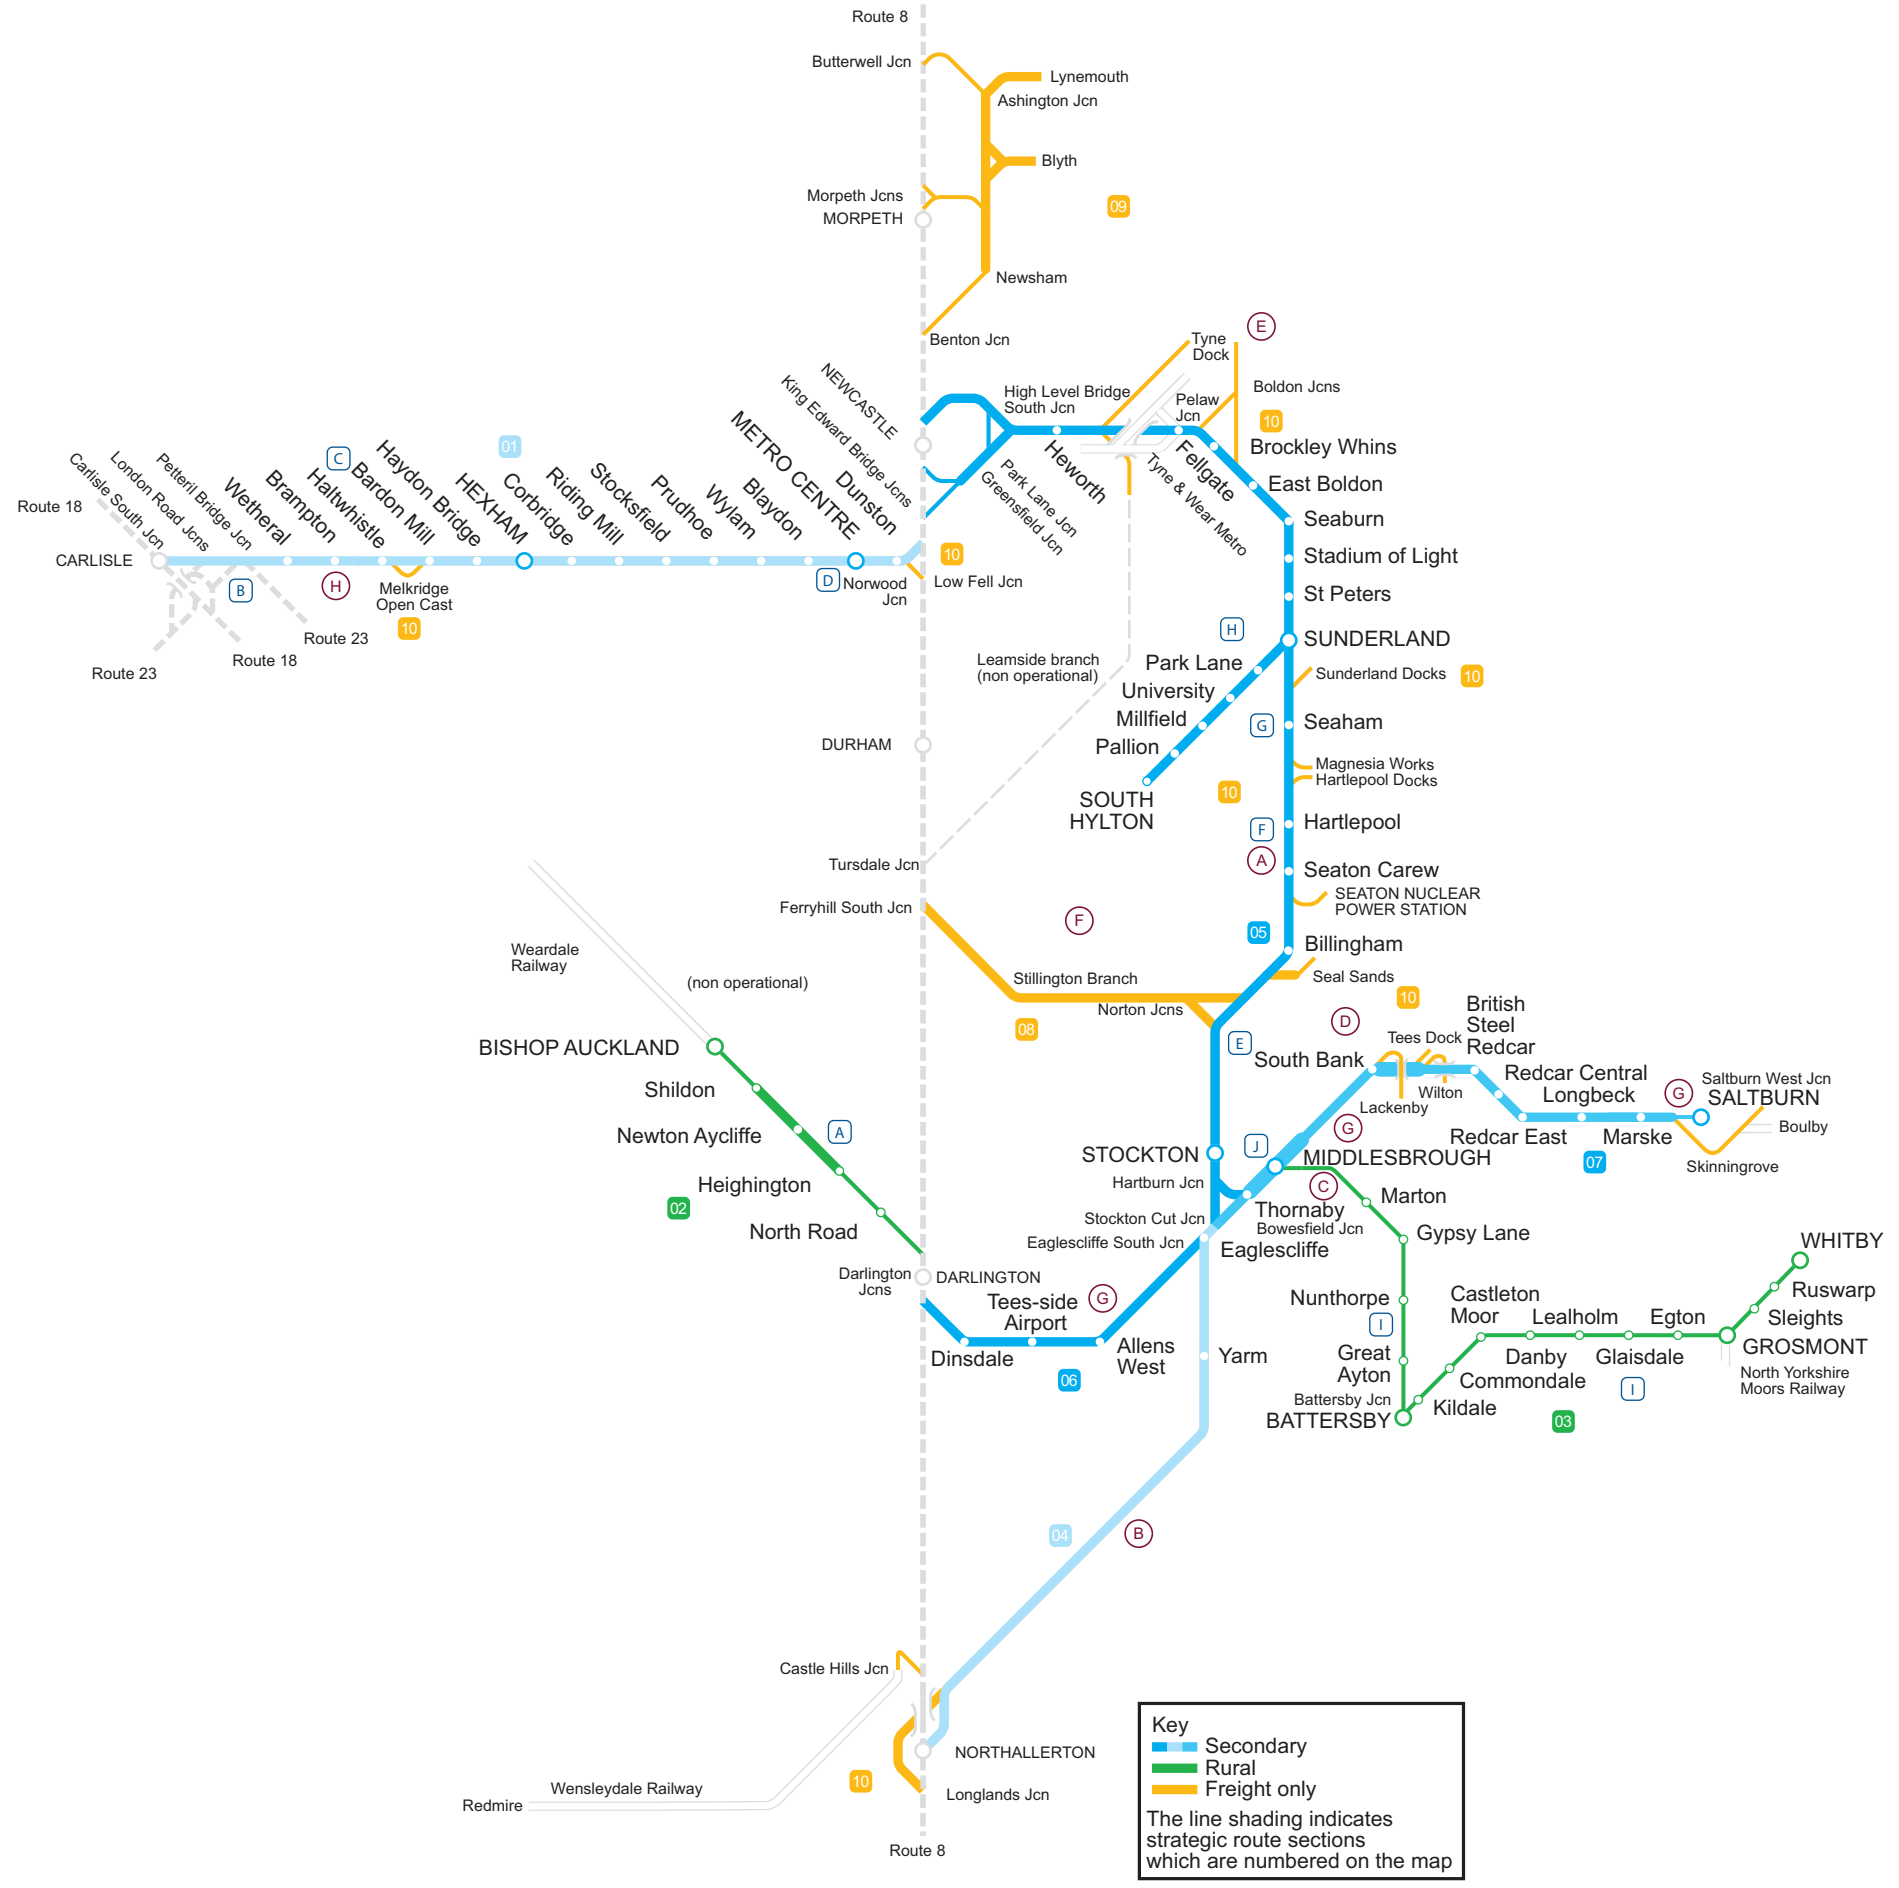 Route 8
Butterwell Jcn
Lynemouth
Ashington Jcn
Blyth
Morpeth Jcns
MORPETH
09
Newsham
Benton Jcn
E
Tyne
Dock
Boldon Jcns
10
High Level Bridge
South Jcn
Pelaw
Jcn
NEWCASTLE
King Edward Bridge Jcns
Park Lane Jcn
Greensfield Jcn
Heworth
Tyne & Wear Metro
Fellgate
Brockley Whins
East Boldon
Seaburn
Stadium of Light
St Peters
SUNDERLAND
H
Park Lane
University
Millfield
Pallion
SOUTH
HYLTON
Sunderland Docks
10
G
Seaham
Magnesia Works
Hartlepool Docks
10
F
Hartlepool
A
Seaton Carew
SEATON NUCLEAR
POWER STATION
05
Billingham
Seal Sands
10
Route 18
Carlisle South Jcn
London Road Jcns
Petteril Bridge Jcn
CARLISLE
Wetheral
Brampton
Haltwhistle
C
Bardon Mill
Haydon Bridge
HEXHAM
01
Corbridge
Riding Mill
Stocksfield
Prudhoe
Wylam
Blaydon
METRO CENTRE
Dunston
B
H
Melkridge
Open Cast
10
Route 23
Route 18
Route 23
D
Norwood
Jcn
10
Low Fell Jcn
Leamside branch
(non operational)
DURHAM
Tursdale Jcn
Ferryhill South Jcn
F
Stillington Branch
Norton Jcns
08
Weardale
Railway
(non operational)
BISHOP AUCKLAND
Shildon
Newton Aycliffe
A
Heighington
02
North Road
Darlington
Jcns
DARLINGTON
Tees-side
Airport
G
Dinsdale
06
Allens
West
E
D
South Bank
Tees Dock
British
Steel
Redcar
Lackenby
Wilton
Redcar Central
Longbeck
Redcar East
Marske
07
G
Saltburn West Jcn
SALTBURN
Boulby
Skinningrove
STOCKTON
J
G
MIDDLESBROUGH
Hartburn Jcn
C
Thornaby
Bowesfield Jcn
Stockton Cut Jcn
Eaglescliffe South Jcn
Eaglescliffe
Marton
Gypsy Lane
Nunthorpe
I
Great
Ayton
Battersby Jcn
BATTERSBY
Kildale
Commondale
Castleton
Moor
Danby
Lealholm
Glaisdale
Egton
I
03
WHITBY
Ruswarp
Sleights
GROSMONT
North Yorkshire
Moors Railway
Yarm
04
B
Castle Hills Jcn
NORTHALLERTON
10
Longlands Jcn
Wensleydale Railway
Redmire
Route 8
Key
Secondary
Rural
Freight only
The line shading indicates
strategic route sections
which are numbered on the map